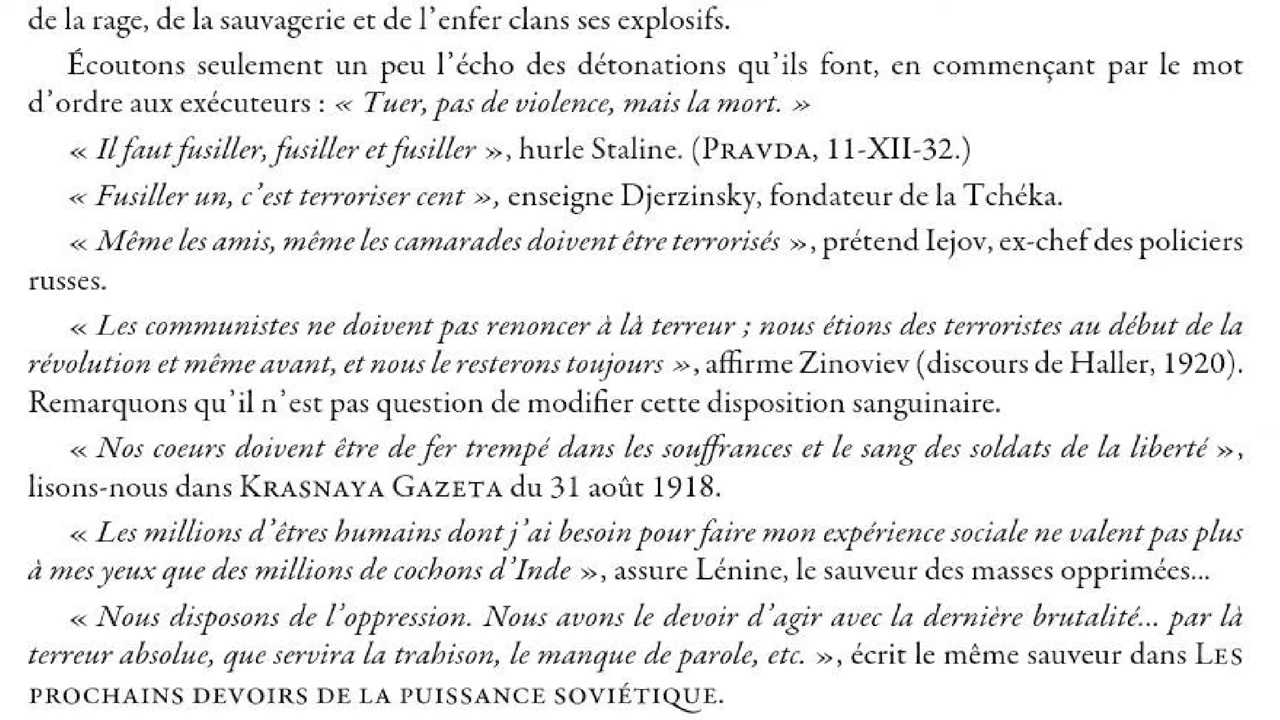 de la rage, de la sauvagerie et de l'enfer clans ses explosifs.
Écoutons seulement un peu l'écho des détonations qu'ils font, en commençant par le mot
d'ordre aux exécuteurs : « Tuer, pas de violence, mais la mort. »
« Il faut fusiller, fusiller et fusiller », hurle Staline. (PRAVDA, 11-XII-32.)
« Fusiller un, c'est terroriser cent », enseigne Djerzinsky, fondateur de la Tchéka.
« Même les amis, même les camarades doivent être terrorisés », prétend Iejov, ex-chef des policiers
russes.
« Les communistes ne doivent pas renoncer à là terreur ; nous étions des terroristes au début de la
révolution et même avant, et nous le resterons toujours », affirme Zinoviev (discours de Haller, 1920).
Remarquons qu'il n'est pas question de modifier cette disposition sanguinaire.
« Nos coeurs doivent être de fer trempé dans les souffrances et le sang des soldats de la liberté »,
lisons-nous dans KRASNAYA GAZETA du 31 août 1918.
« Les millions d'êtres humains dont j'ai besoin pour faire mon expérience sociale ne valent pas plus
à mes yeux que des millions de cochons d'Inde », assure Lénine, le sauveur des masses opprimées...
« Nous disposons de l'oppression. Nous avons le devoir d'agir avec la dernière brutalité... par là
terreur absolue, que servira la trahison, le manque de parole, etc. », écrit le même sauveur dans LES
PROCHAINS DEVOIRS DE LA PUISSANCE SOVIÉTIQUE.